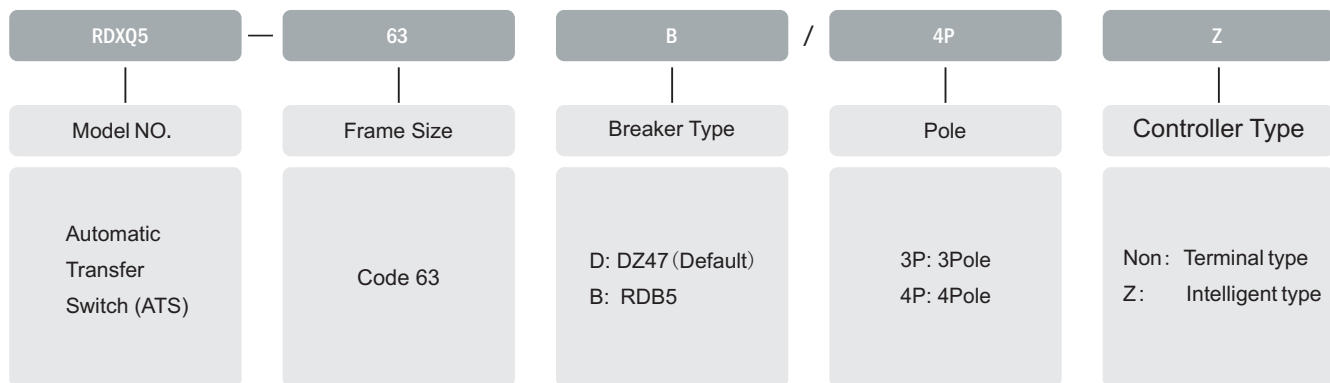 RDXQ5 — 63 B / 4P Z
Model NO. Frame Size Breaker Type Pole Controller Type
Automatic
Transfer
Switch (ATS)
Code 63
D: DZ47（Default）
B: RDB5
3P: 3Pole
4P: 4Pole
Non： Terminal type
Z： Intelligent type